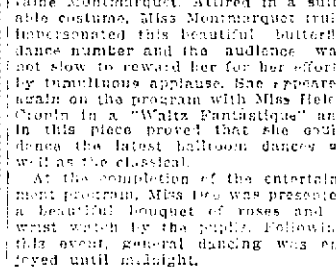 raine Montmarquet. Attired in a suit-
able costume, Miss Montmarquet truly
impersonated this beautiful butterfly
dance number and the audience was
not slow to reward her for her efforts
by tumultuous applause. She appeared
again on the program with Miss Helen
Cronin in a "Waltz Fantastique" and
in this piece proved that she could
dance the latest ballroom dances as
well as the classical.
At the completion of the entertain-
ment program, Miss was presented
a beautiful bouquet of roses and
wrist watch by the pupils. Following
this event, general dancing was en-
joyed until midnight.